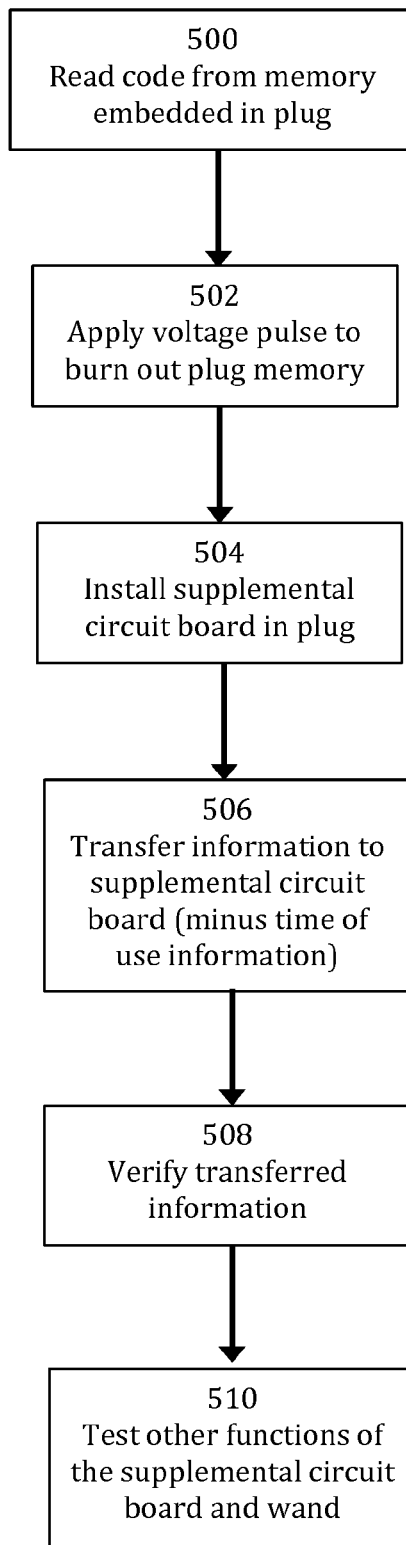 500
Read code from memory
embedded in plug
502
Apply voltage pulse to
burn out plug memory
504
Install supplemental
circuit board in plug
506
Transfer information to
supplemental circuit
board (minus time of
use information)
508
Verify transferred
information
510
Test other functions of
the supplemental circuit
board and wand